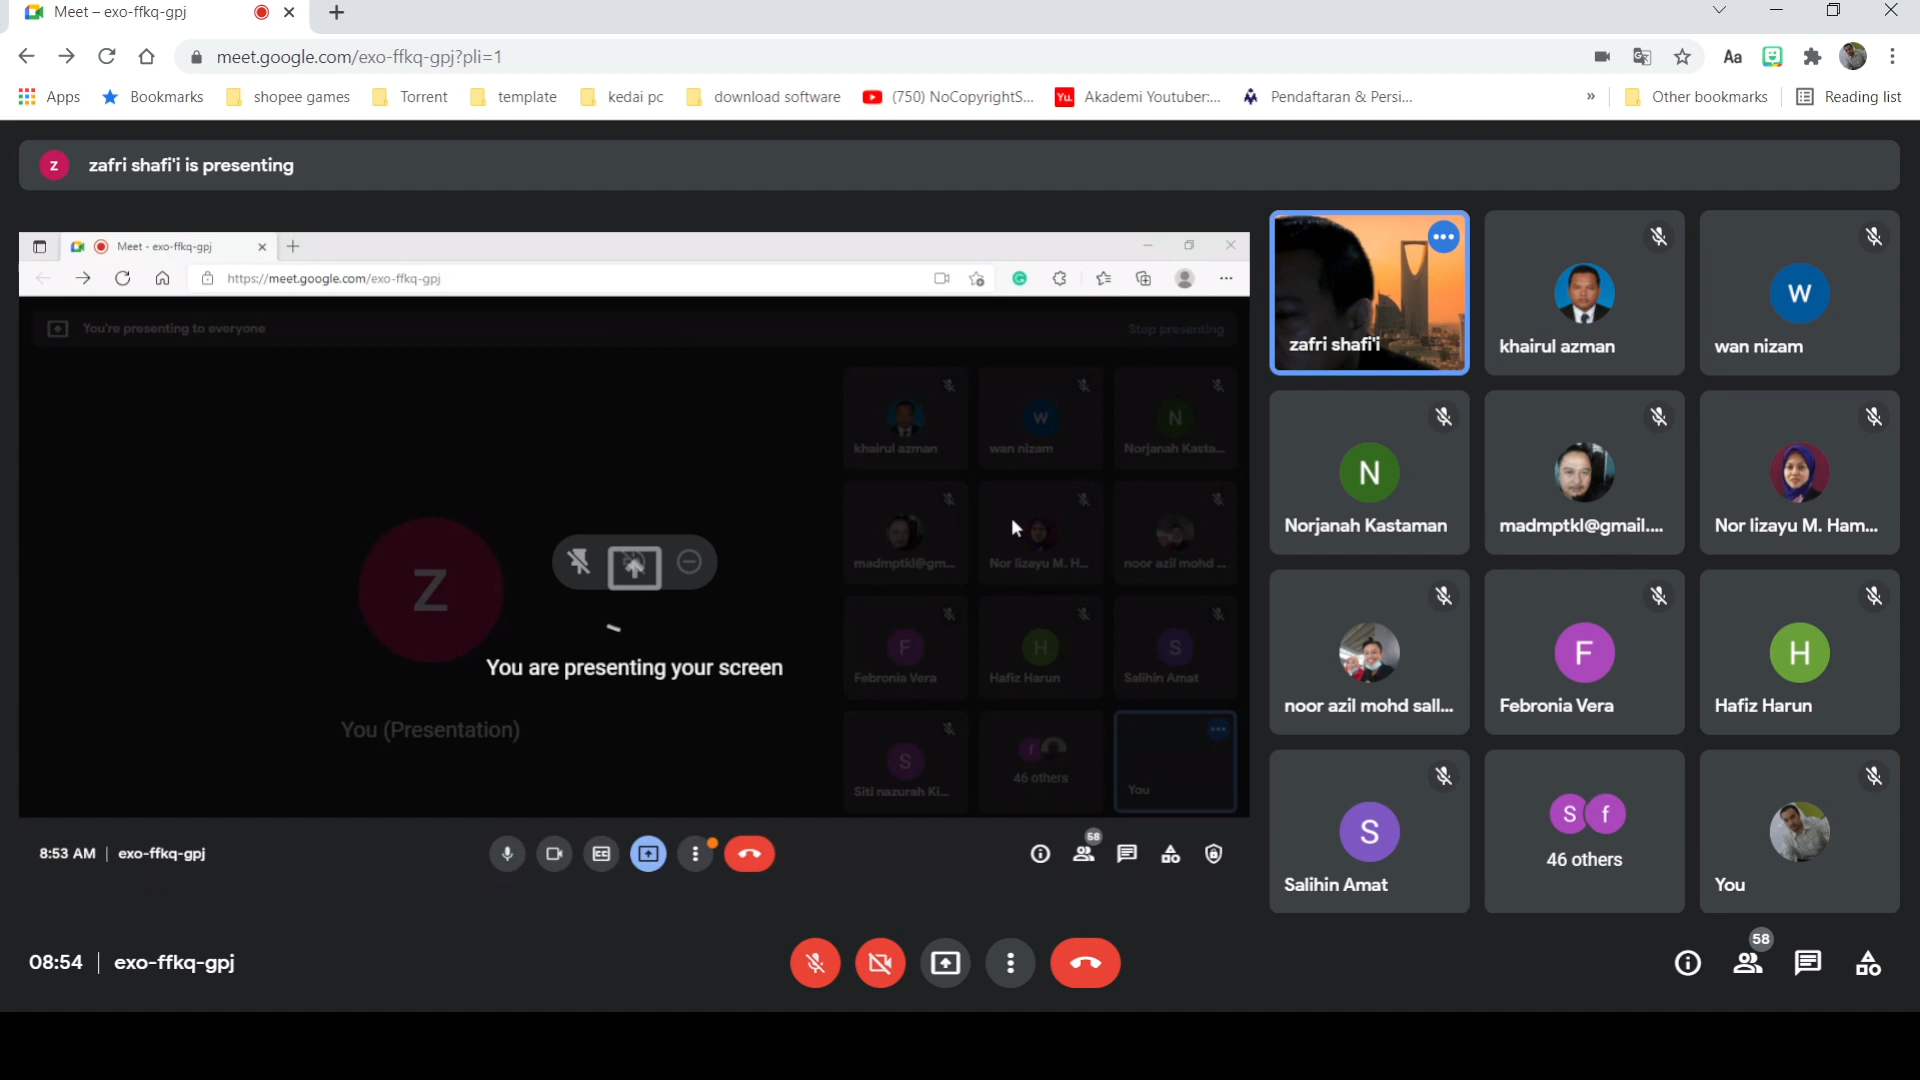 Meet – exo-ffkq-gpj
meet.google.com/exo-ffkq-gpj?pli=1
Apps
Bookmarks
shopee games
Torrent
template
kedai pc
download software
(750) NoCopyrightS...
Yu.
Akademi Youtuber:...
Pendaftaran & Persi...
»
Other bookmarks
Reading list
Aa
z
zafri shafi'i is presenting
Meet - exo-ffkq-gpj
https://meet.google.com/exo-ffkq-gpj
You're presenting to everyone
Stop presenting
khairul azman
W
wan nizam
N
Norjanah Kasta...
madmptkl@gm...
Nor lizayu M. H...
noor azil mohd ...
F
Febronia Vera
H
Hafiz Harun
S
Salihin Amat
S
Siti nazurah Ki...
f
46 others
You
Z
You are presenting your screen
You (Presentation)
8:53 AM | exo-ffkq-gpj
CC
58
zafri shafi'i
khairul azman
W
wan nizam
N
Norjanah Kastaman
madmptkl@gmail....
Nor lizayu M. Ham...
noor azil mohd sall...
F
Febronia Vera
H
Hafiz Harun
S
Salihin Amat
S f
46 others
You
08:54 | exo-ffkq-gpj
58